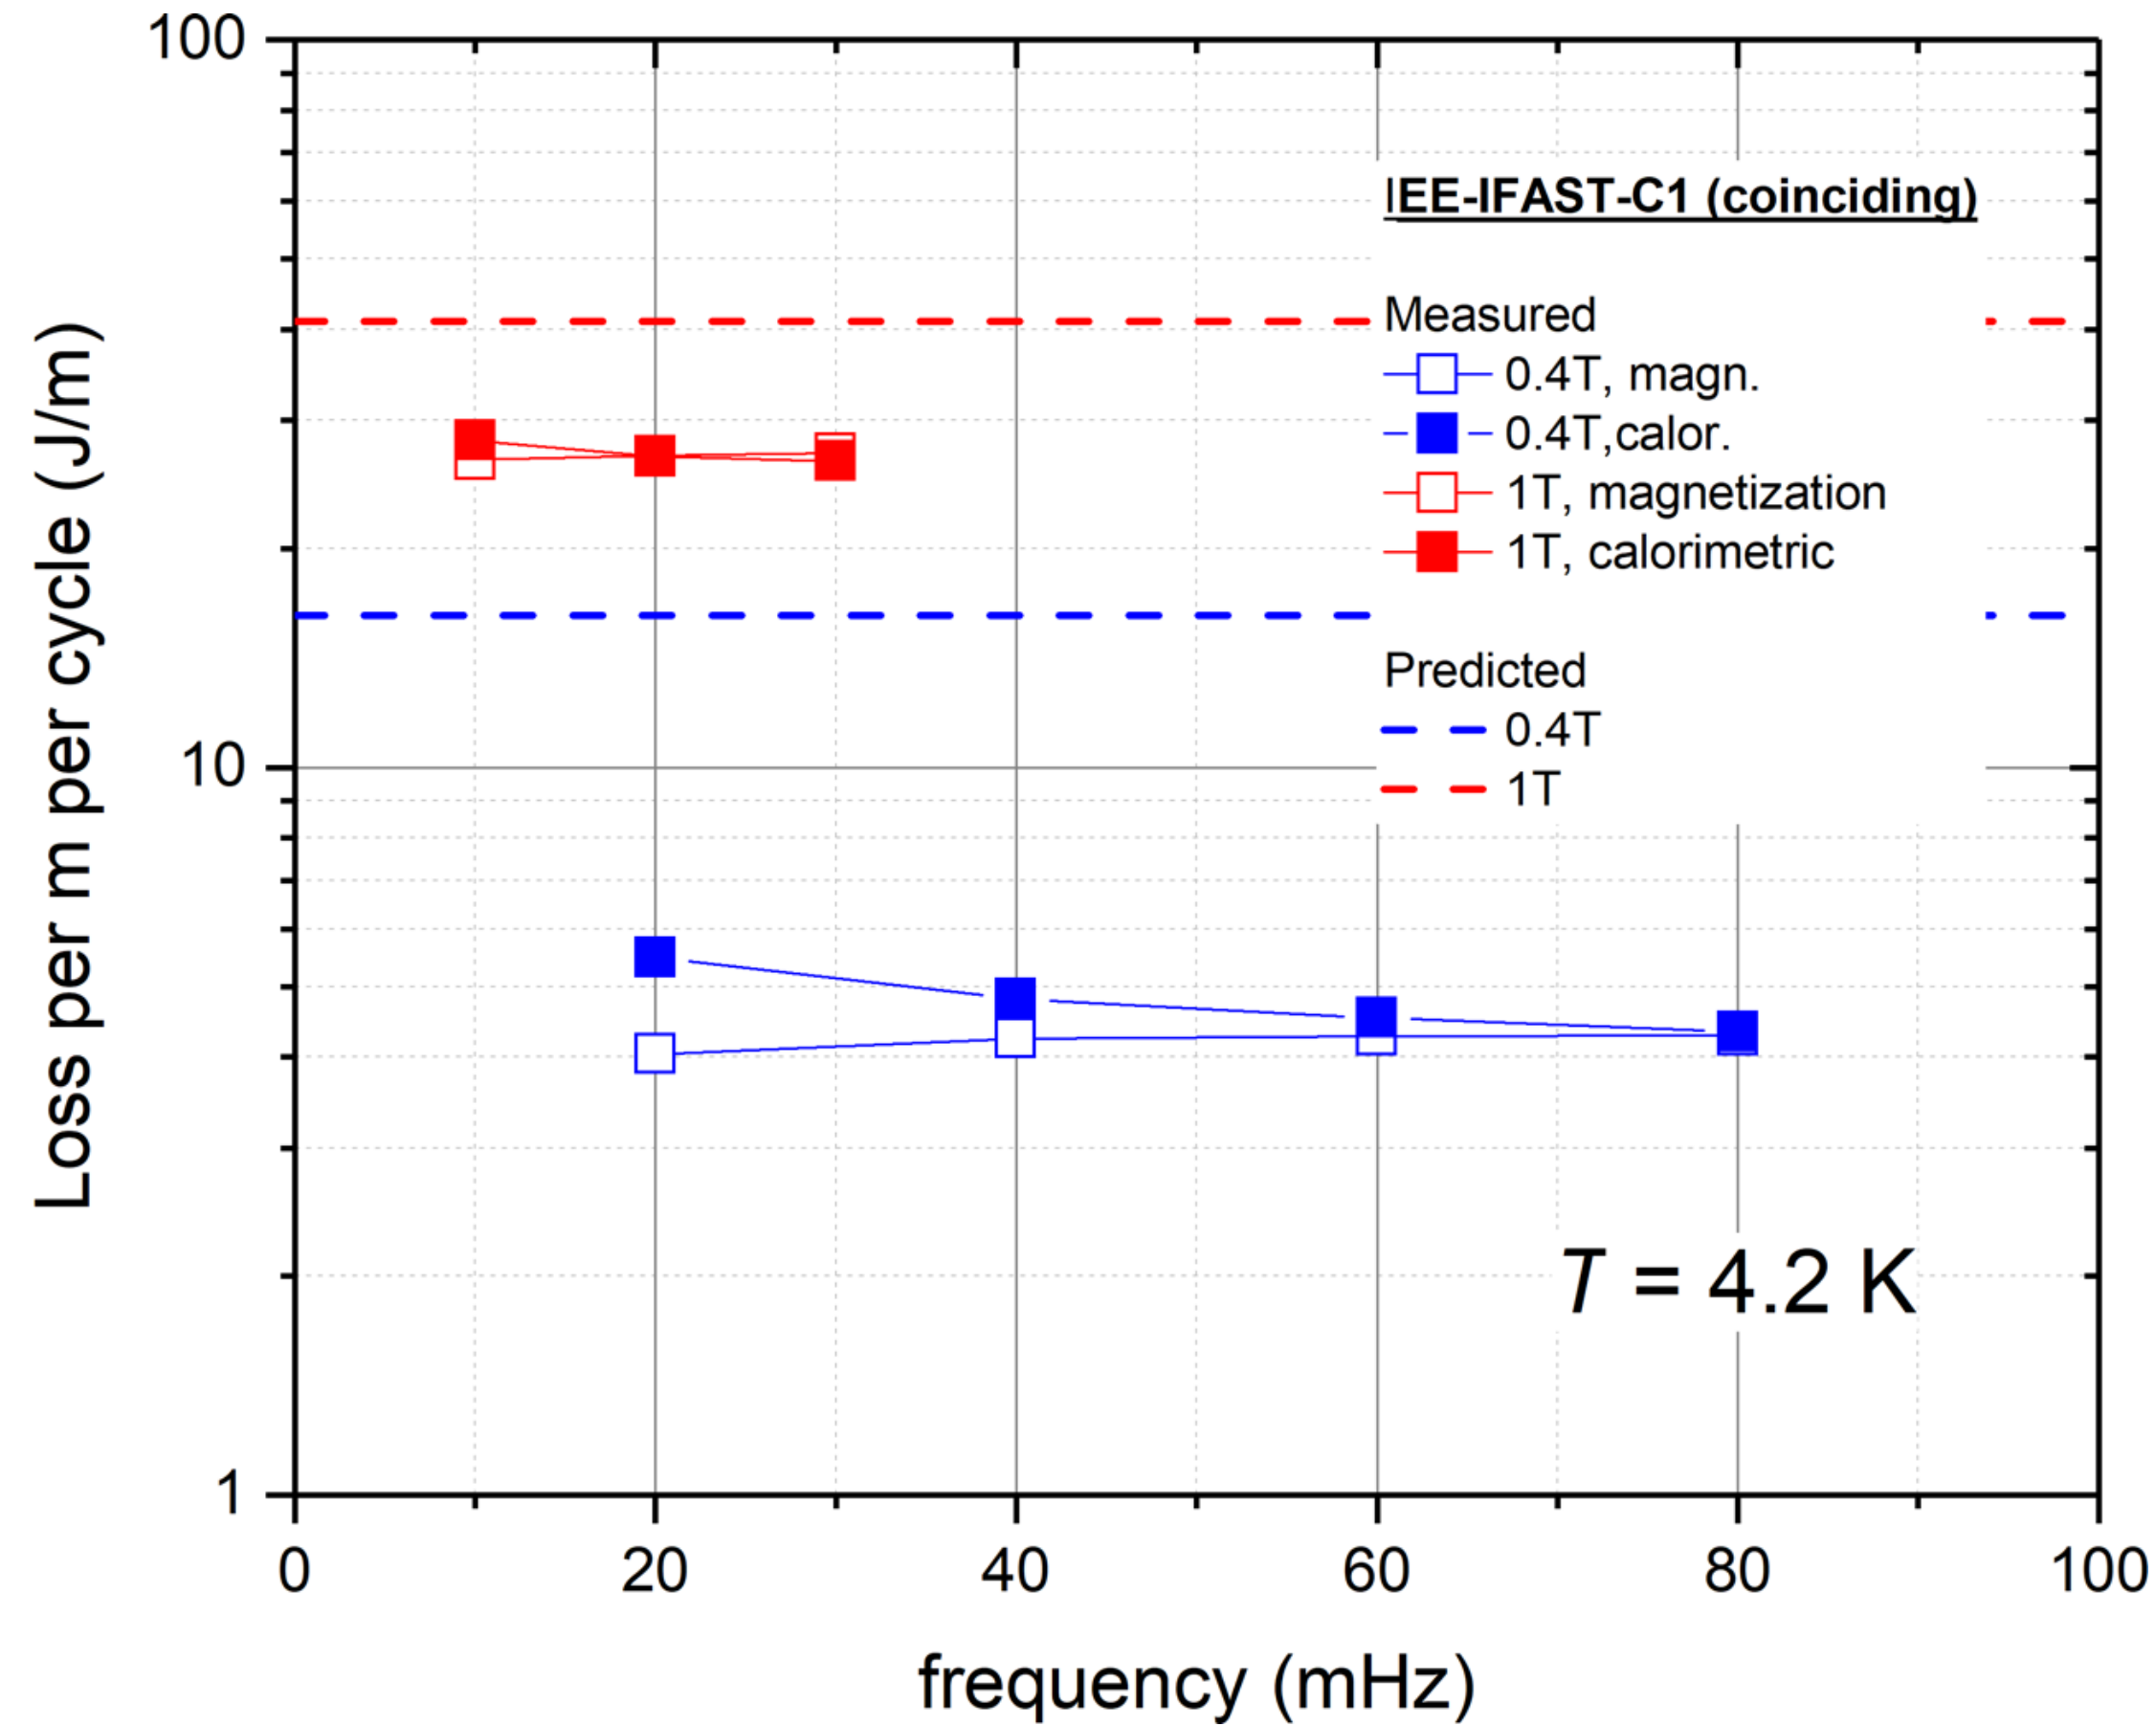 100
10
1
0
20
40
60
80
100
Loss per m per cycle (J/m)
frequency (mHz)
IEE-IFAST-C1 (coinciding)
Measured
0.4T, magn.
0.4T,calor.
1T, magnetization
1T, calorimetric
Predicted
0.4T
1T
T = 4.2 K